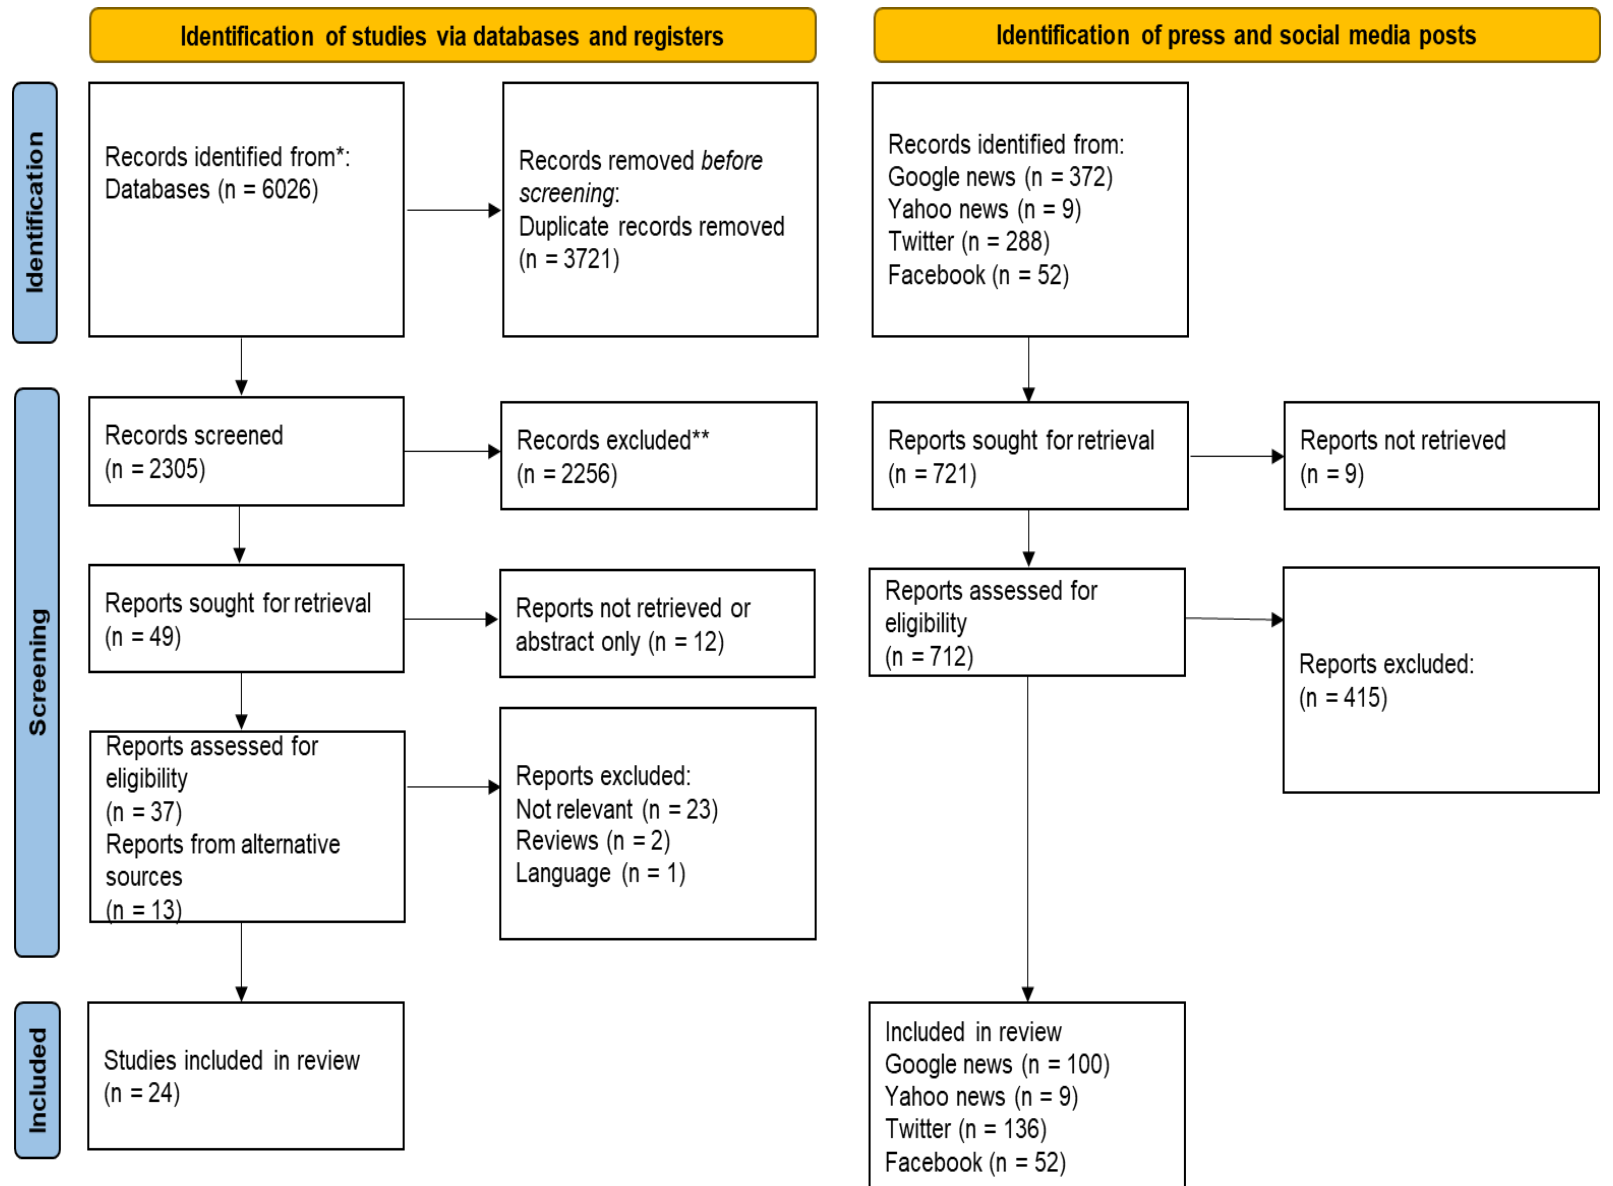 Identification of studies via databases and registers
Identification of press and social media posts
Identification
Records identified from*:
Databases (n = 6026)
Records removed before
screening:
Duplicate records removed
(n = 3721)
Records identified from:
Google news (n = 372)
Yahoo news (n = 9)
Twitter (n = 288)
Facebook (n = 52)
Screening
Records screened
(n = 2305)
Records excluded**
(n = 2256)
Reports sought for retrieval
(n = 721)
Reports not retrieved
(n = 9)
Reports sought for retrieval
(n = 49)
Reports not retrieved or
abstract only (n = 12)
Reports assessed for
eligibility
(n = 712)
Reports excluded:
(n = 415)
Reports assessed for
eligibility
(n = 37)
Reports from alternative
sources
(n = 13)
Reports excluded:
Not relevant (n = 23)
Reviews (n = 2)
Language (n = 1)
Included
Studies included in review
(n = 24)
Included in review
Google news (n = 100)
Yahoo news (n = 9)
Twitter (n = 136)
Facebook (n = 52)